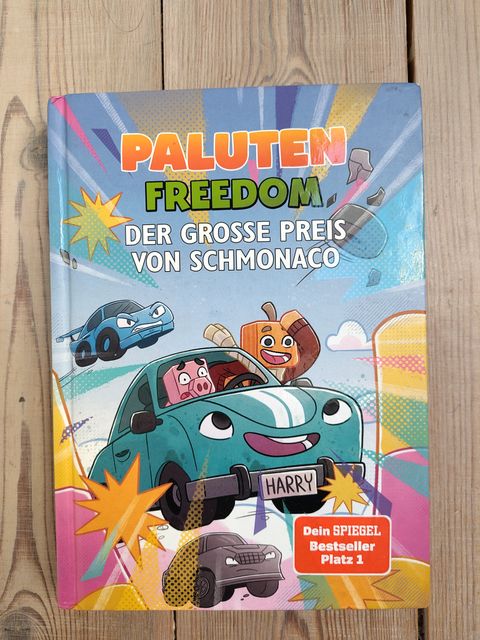 PALUTEN
FREEDOM
DER GROSSE PREIS
VON SCHMONACO
HARRY
Dein SPIEGEL
Bestseller
Platz 1